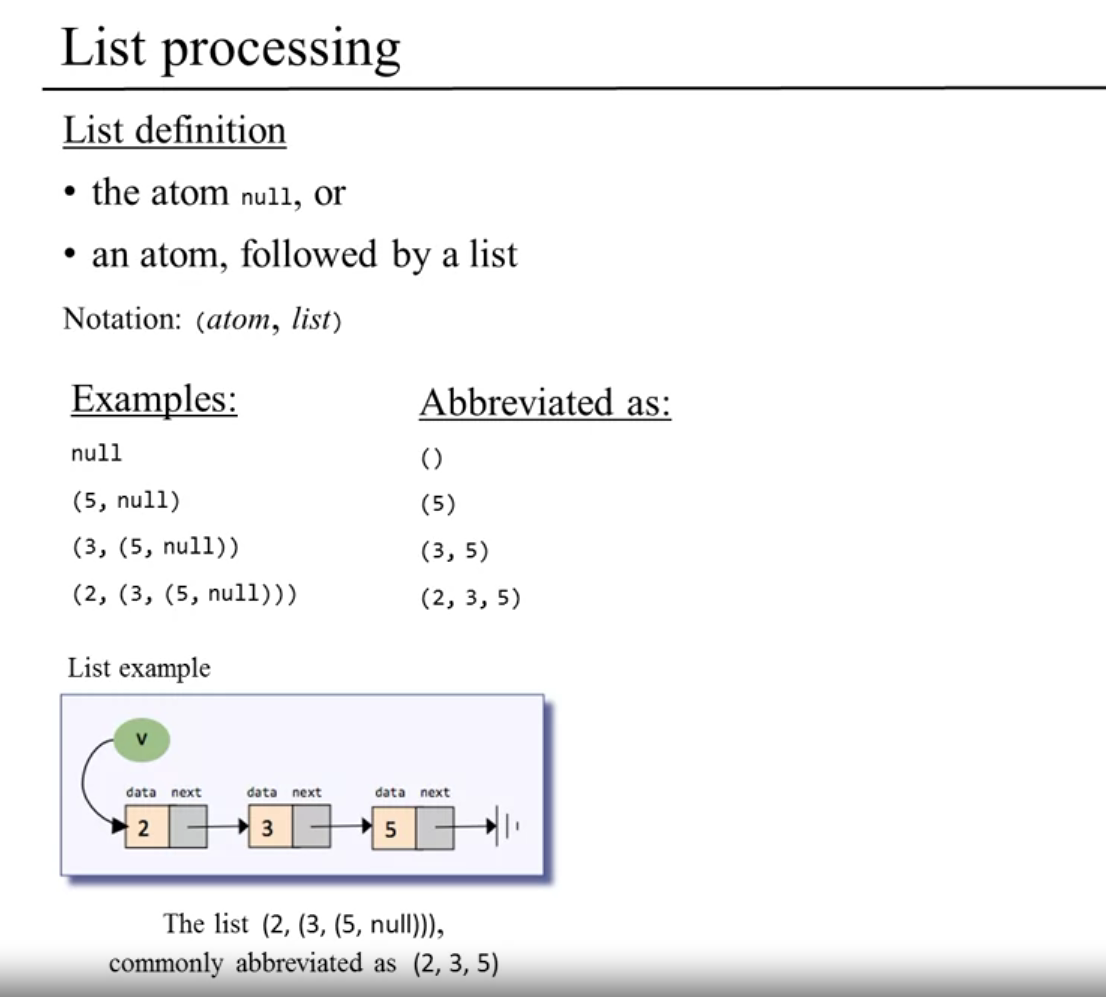 List processing
List definition
• the atom null, or
• an atom, followed by a list
Notation: (atom, list)
Examples: Abbreviated as:
null ()
(5, null) (5)
(3, (5, null)) (3, 5)
(2, (3, (5, null))) (2, 3, 5)
List example
v
data next data next data next
2 3 5
The list (2, (3, (5, null))),
commonly abbreviated as (2, 3, 5)